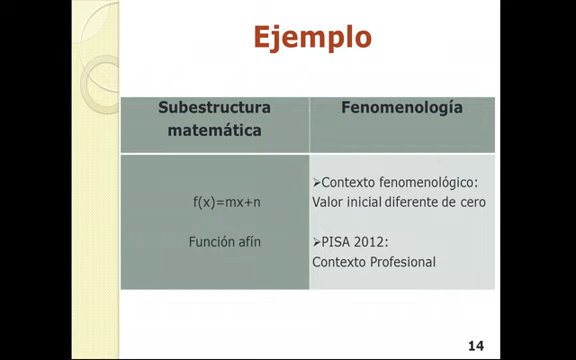 Ejemplo
Subestructura
matemática
Fenomenología
f(x)=mx+n
Función afín
➤Contexto fenomenológico:
Valor inicial diferente de cero
➤PISA 2012:
Contexto Profesional
14